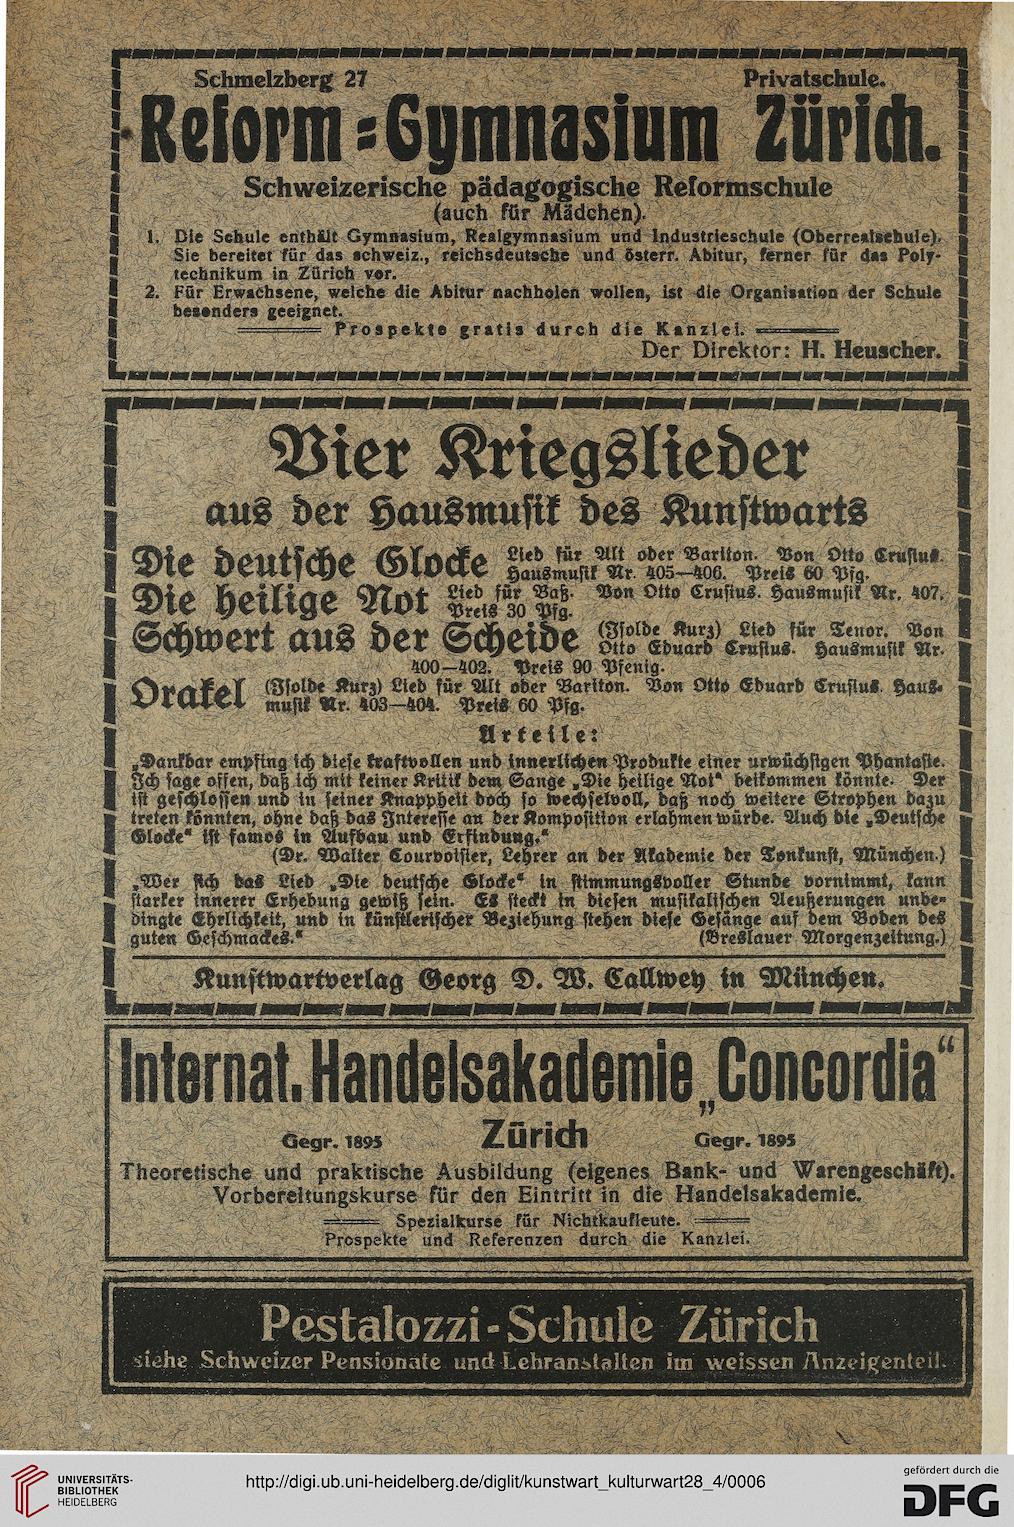 Schmelzberg 27 Privatschule.
Reform=Gymnasium Zürich.
Schweizerische pädagogische Reformschule
(auch für Mädchen).
1. Die Schule enthält Gymnasium, Realgymnasium und Industrieschule (Oberrealschule).
Sie bereitet für das schweiz., reichsdeutsche und österr. Abitur, ferner für das Poly-
technikum in Zürich vor.
2. Für Erwachsene, welche die Abitur nachholen wollen, ist die Organisation der Schule
besonders geeignet.
Prospekte gratis durch die Kanzlei.
Der Direktor: H. Heuscher.
Vier Kriegslieder
aus der Hausmusik des Kunstwarts
Die deutsche Glocke Lied für Alt oder Bariton. Von Otto Crusius.
Hausmusik Nr. 405—406. Preis 60 Pfg.
Die heilige Not Lied für Baß. Von Otto Crusius. Hausmusik Nr. 407.
Preis 30 Pfg.
Schwert aus der Scheide (Isolde Kurz) Lied für Tenor. Von
Otto Eduard Crusius. Hausmusik Nr.
400—402. Preis 90 Pfenig.
Orakel (Isolde Kurz) Lied für Alt oder Bariton. Von Otto Eduard Crusius. Haus-
musik Nr. 403—404. Preis 60 Pfg.
Urteile:
„Dankbar empfing ich diese kraftvollen und innerlichen Produkte einer urwüchsigen Phantasie.
Ich sage offen, daß ich mit keiner Kritik dem Sange „Die heilige Not“ beikommen könnte. Der
ist geschlossen und in seiner Knappheit doch so wechselvoll, daß noch weitere Strophen dazu
treten könnten, ohne daß das Interesse an der Komposition erlahmen würde. Auch die „Deutsche
Glocke“ ist famos in Aufbau und Erfindung.“
(Dr. Walter Courvoisier, Lehrer an der Akademie der Tonkunst, München.)
„Wer sich das Lied „Die deutsche Glocke“ in stimmungsvoller Stunde vornimmt, kann
starker innerer Erhebung gewiß sein. Es steckt in diesen musikalischen Aeußerungen unbe-
dingte Ehrlichkeit, und in künstlerischer Beziehung stehen diese Gesänge auf dem Boden des
guten Geschmackes.“ (Breslauer Morgenzeitung.)
Kunstwartverlag Georg D. W. Callwey in München.
Internat. Handelsakademie „Concordia“
Gegr. 1895 Zürich Gegr. 1895
Theoretische und praktische Ausbildung (eigenes Bank- und Warengeschäft).
Vorbereitungskurse für den Eintritt in die Handelsakademie.
Spezialkurse für Nichtkaufleute.
Prospekte und Referenzen durch die Kanzlei.
Pestalozzi-Schule Zürich
siehe Schweizer Pensionate und Lehranstalten im weissen Anzeigenteil.
UNIVERSITÄTS-
BIBLIOTHEK
HEIDELBERG
http://digi.ub.uni-heidelberg.de/diglit/kunstwart_kulturwart28_4/0006
gefördert durch die
DFG